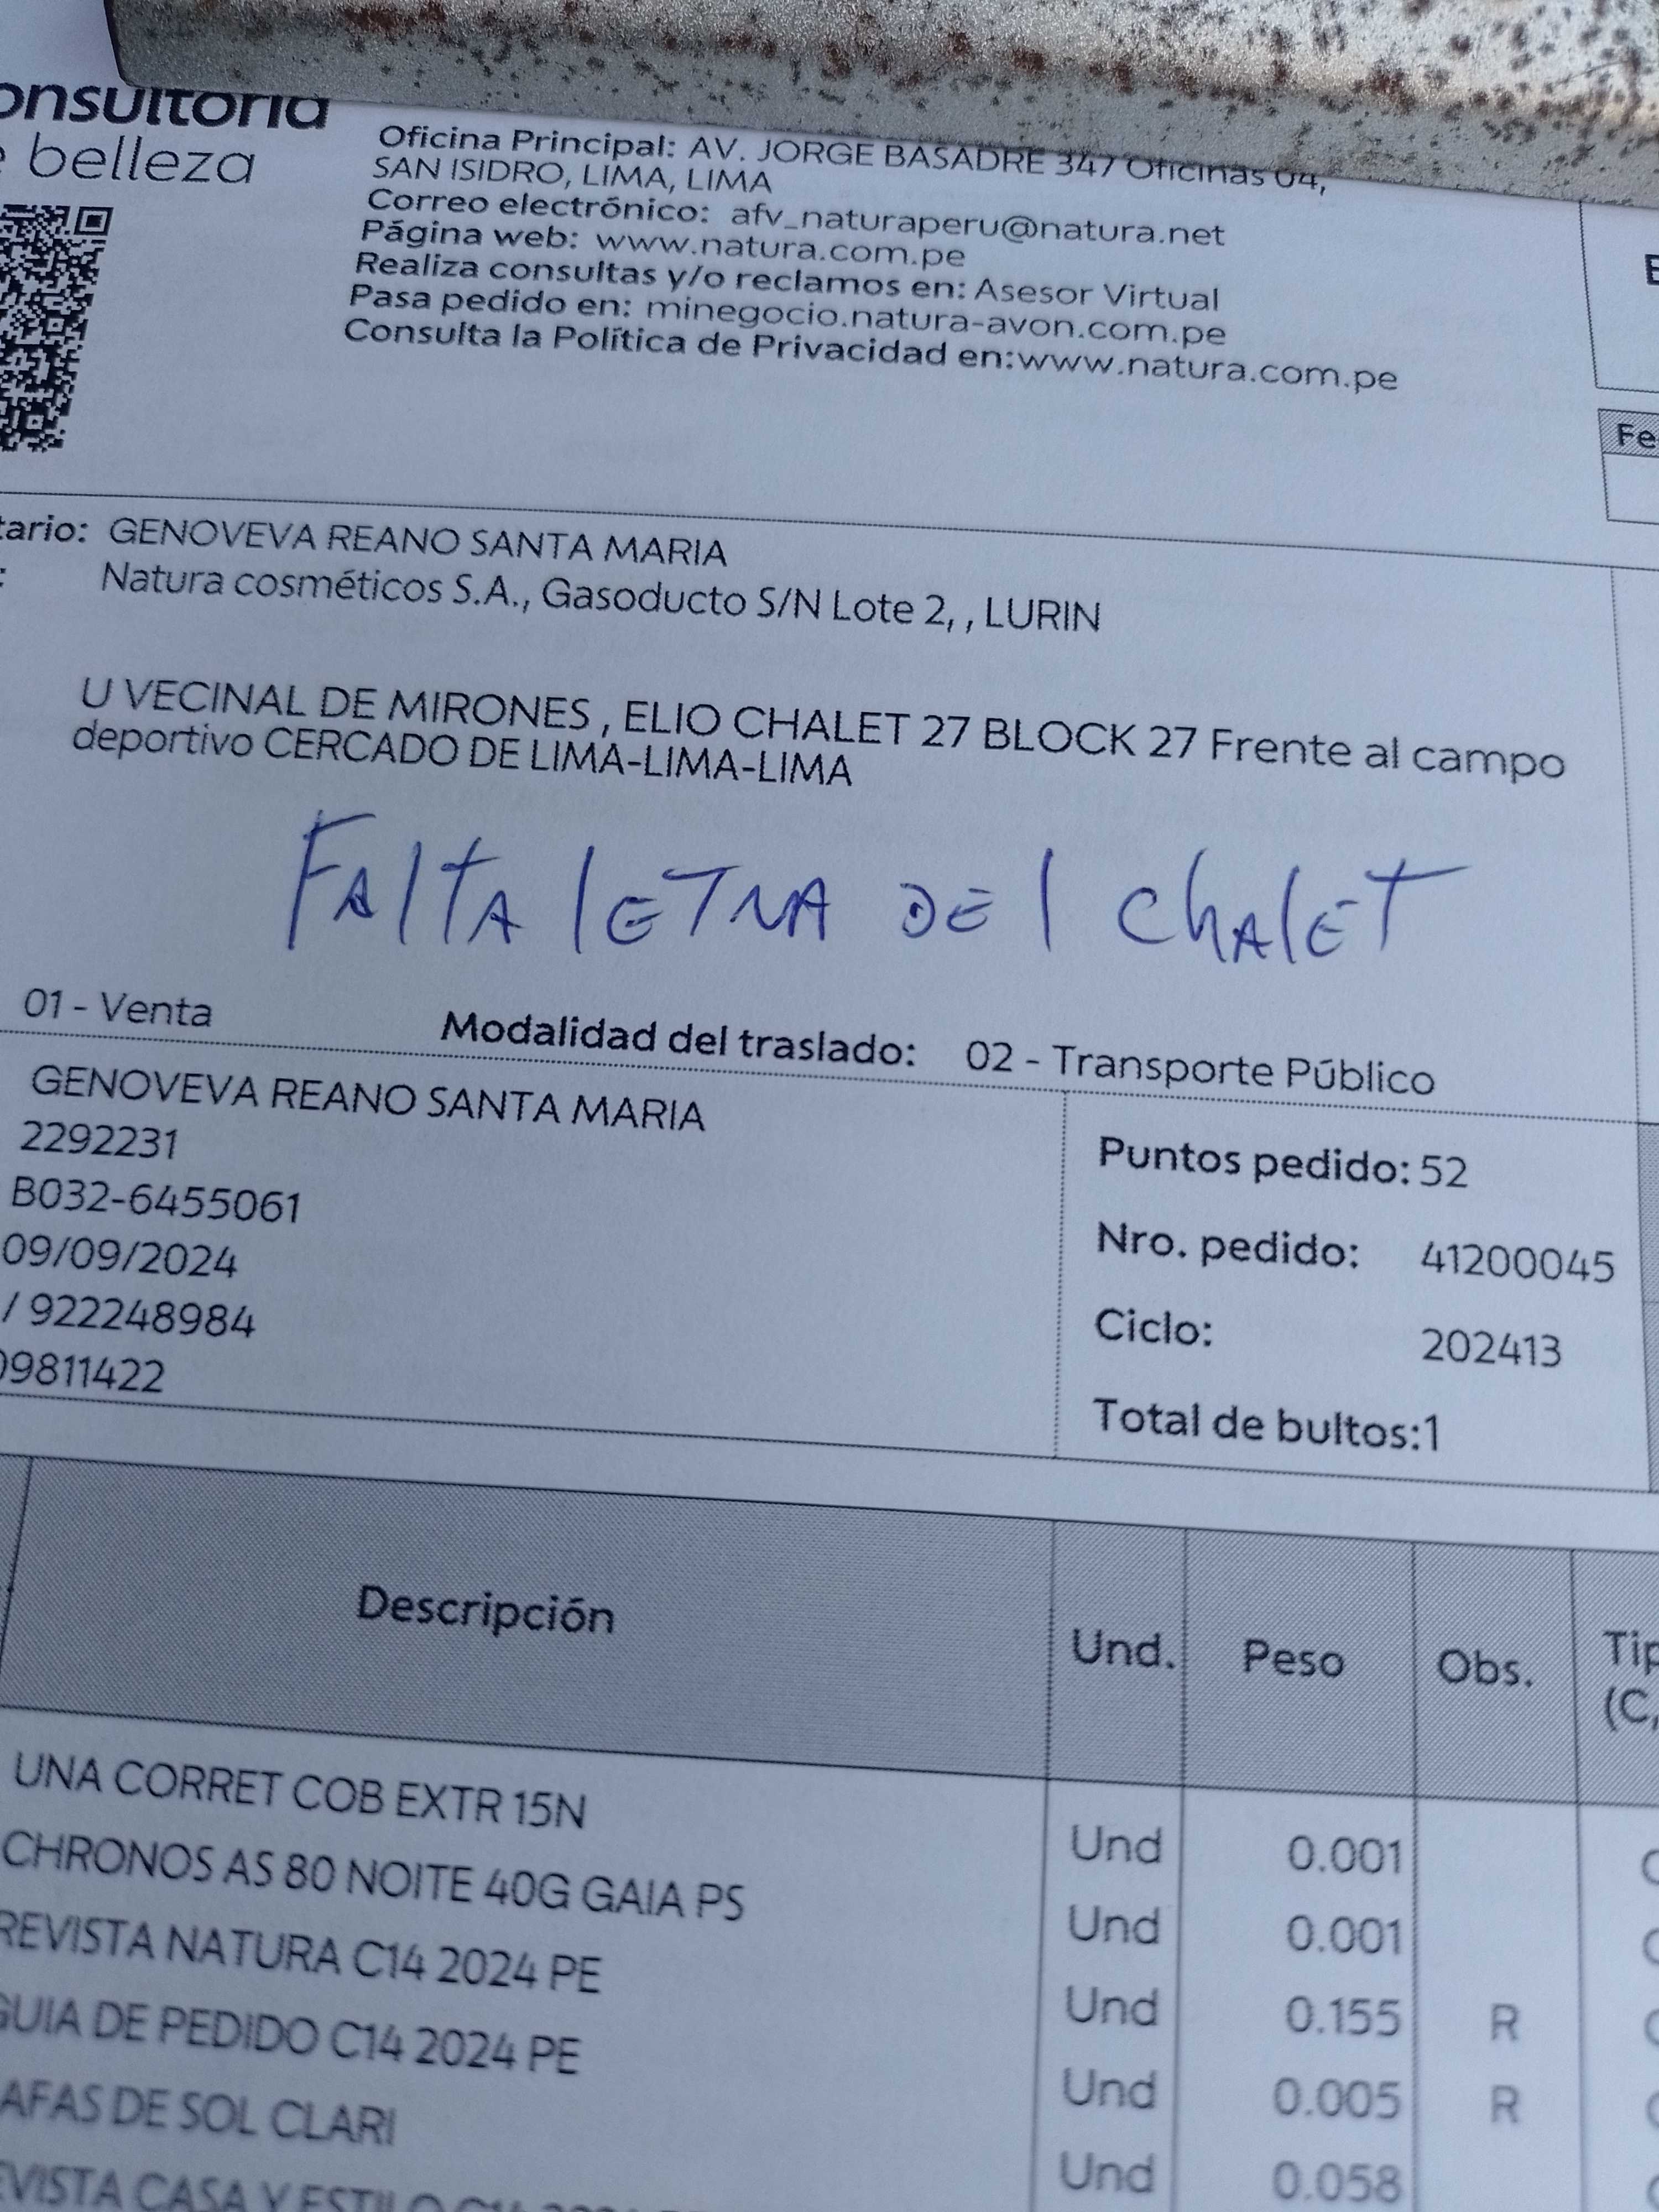 onsultoria
belleza
Oficina Principal: AV. JORGE BASADRE 347 Oficinas 04,
SAN ISIDRO, LIMA, LIMA
Correo electrónico: afv_naturaperu@natura.net
Página web: www.natura.com.pe
Realiza consultas y/o reclamos en: Asesor Virtual
Pasa pedido en: minegocio.natura-avon.com.pe
Consulta la Política de Privacidad en:www.natura.com.pe
Fe
tario: GENOVEVA REANO SANTA MARIA
: Natura cosméticos S.A., Gasoducto S/N Lote 2, , LURIN
U VECINAL DE MIRONES , ELIO CHALET 27 BLOCK 27 Frente al campo
deportivo CERCADO DE LIMA-LIMA-LIMA
FALTA lETRA DEl ChAlET
01 - Venta Modalidad del traslado: 02 - Transporte Público
GENOVEVA REANO SANTA MARIA
2292231
B032-6455061
09/09/2024
/ 922248984
09811422
Puntos pedido: 52
Nro. pedido: 41200045
Ciclo: 202413
Total de bultos:1
Descripción Und. Peso Obs. Tip
(C,
UNA CORRET COB EXTR 15N Und 0.001
CHRONOS AS 80 NOITE 40G GAIA PS Und 0.001
REVISTA NATURA C14 2024 PE Und 0.155 R
GUIA DE PEDIDO C14 2024 PE Und 0.005 R
AFAS DE SOL CLARI Und 0.058
EVISTA CASA Y ESTILO C14